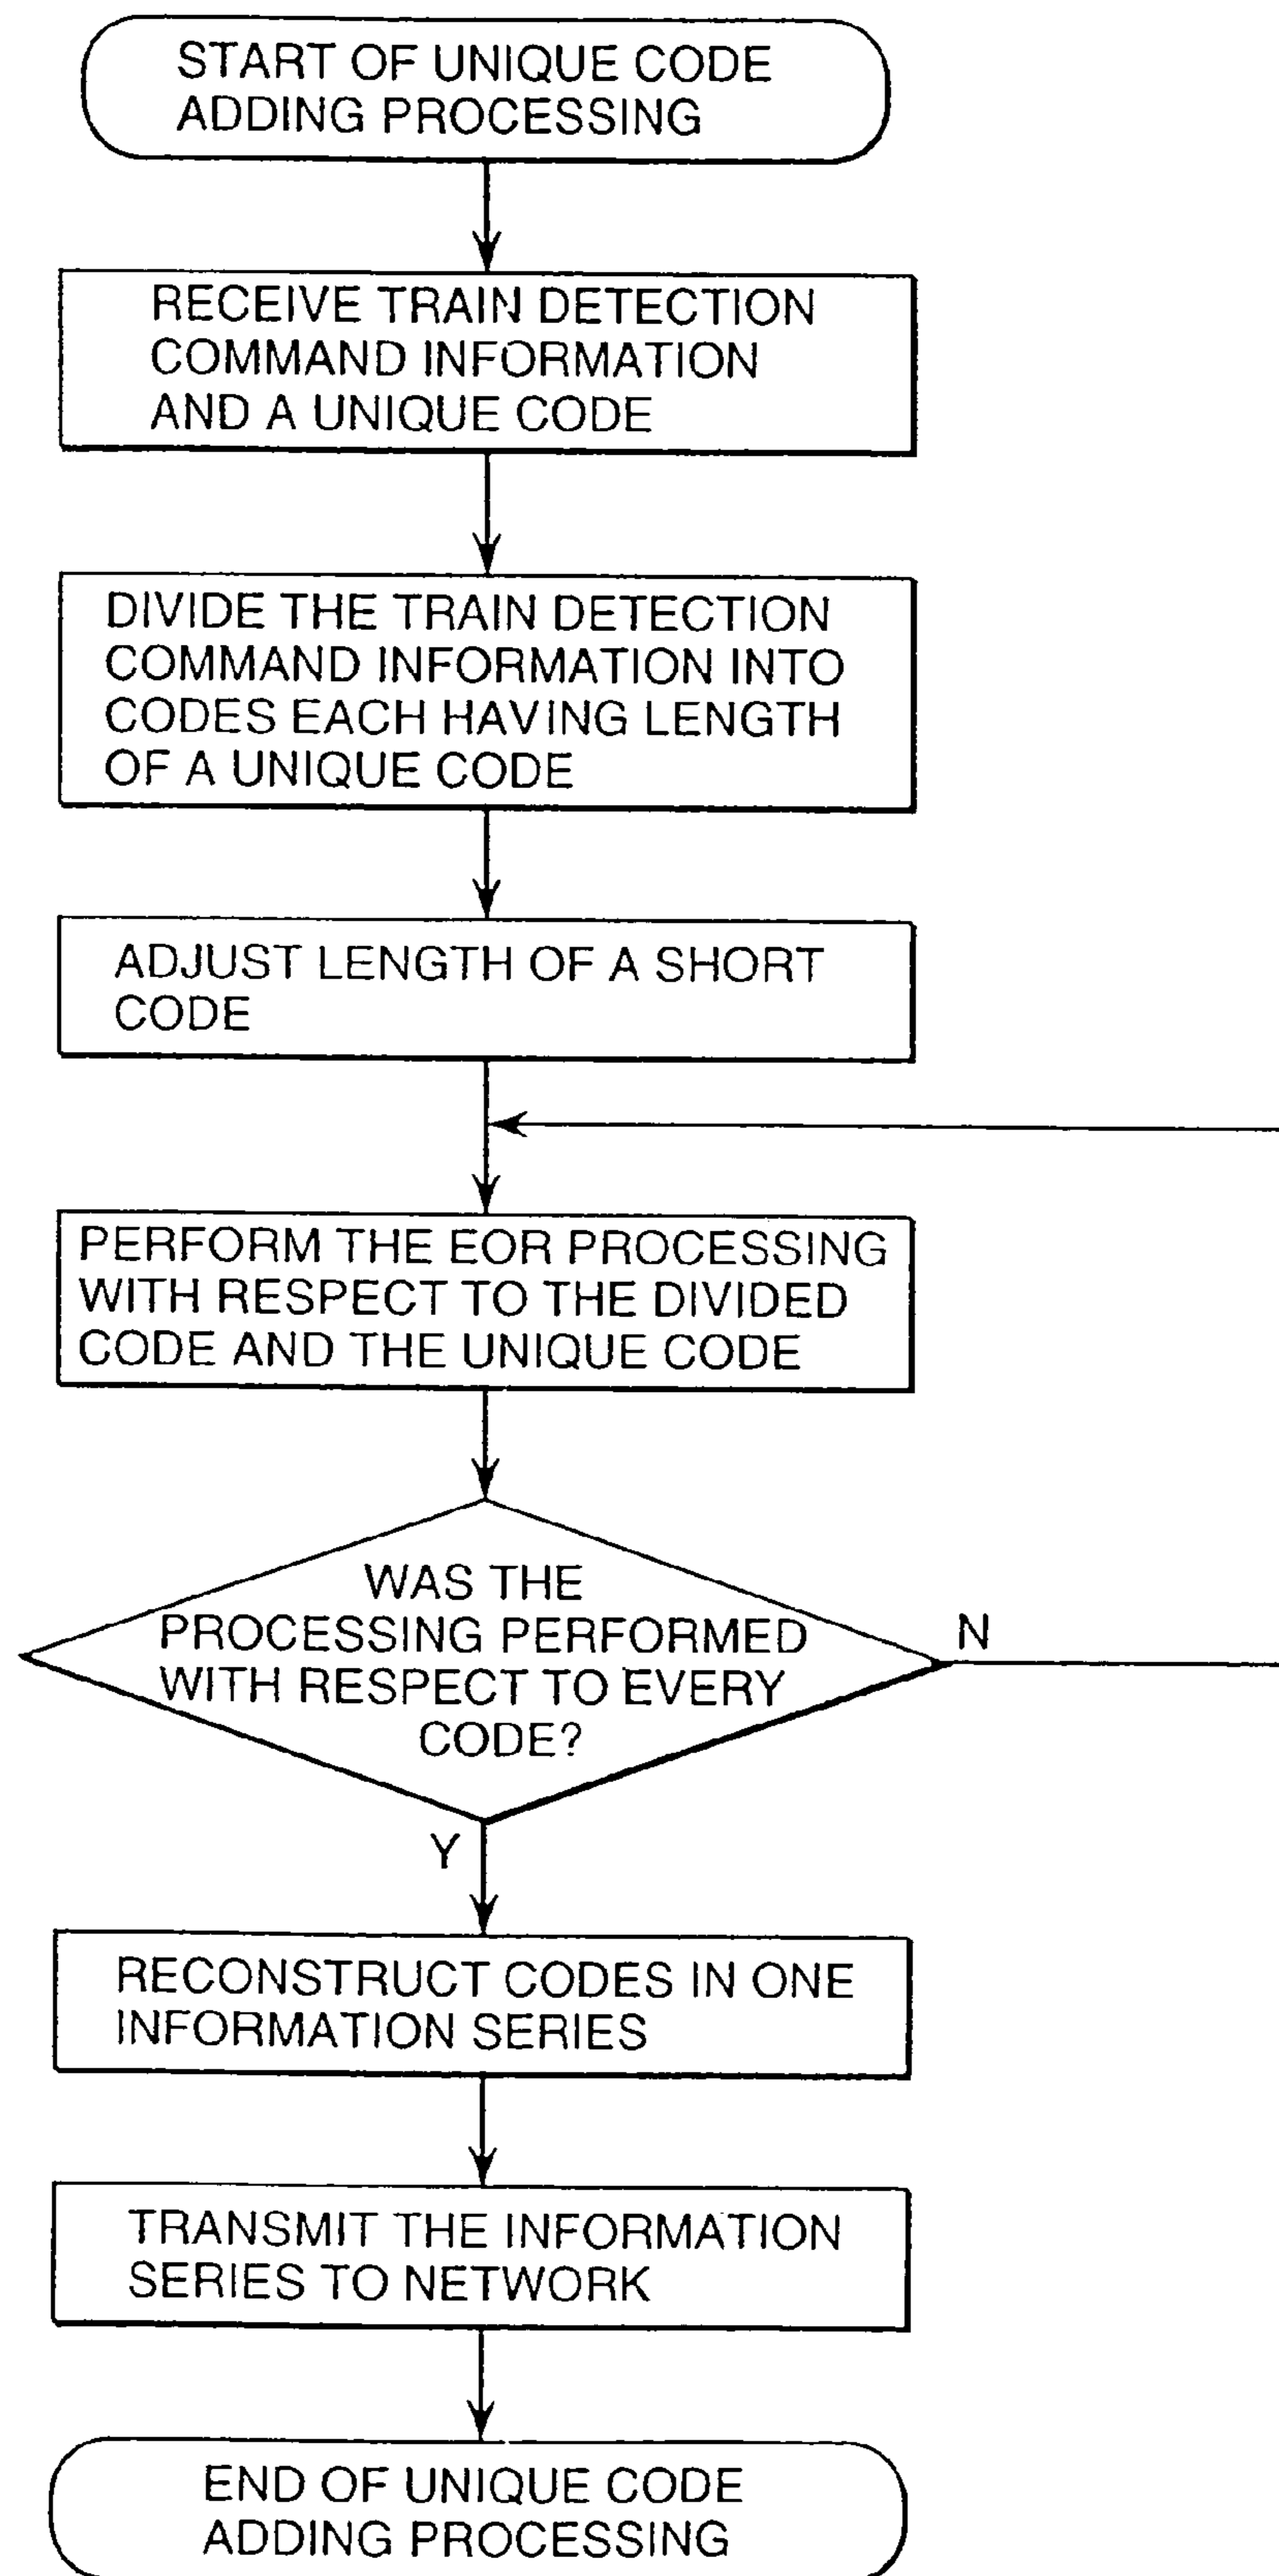 START OF UNIQUE CODE
ADDING PROCESSING
RECEIVE TRAIN DETECTION
COMMAND INFORMATION
AND A UNIQUE CODE
DIVIDE THE TRAIN DETECTION
COMMAND INFORMATION INTO
CODES EACH HAVING LENGTH
OF A UNIQUE CODE
ADJUST LENGTH OF A SHORT
CODE
PERFORM THE EOR PROCESSING
WITH RESPECT TO THE DIVIDED
CODE AND THE UNIQUE CODE
WAS THE
PROCESSING PERFORMED
WITH RESPECT TO EVERY
CODE?
N
Y
RECONSTRUCT CODES IN ONE
INFORMATION SERIES
TRANSMIT THE INFORMATION
SERIES TO NETWORK
END OF UNIQUE CODE
ADDING PROCESSING